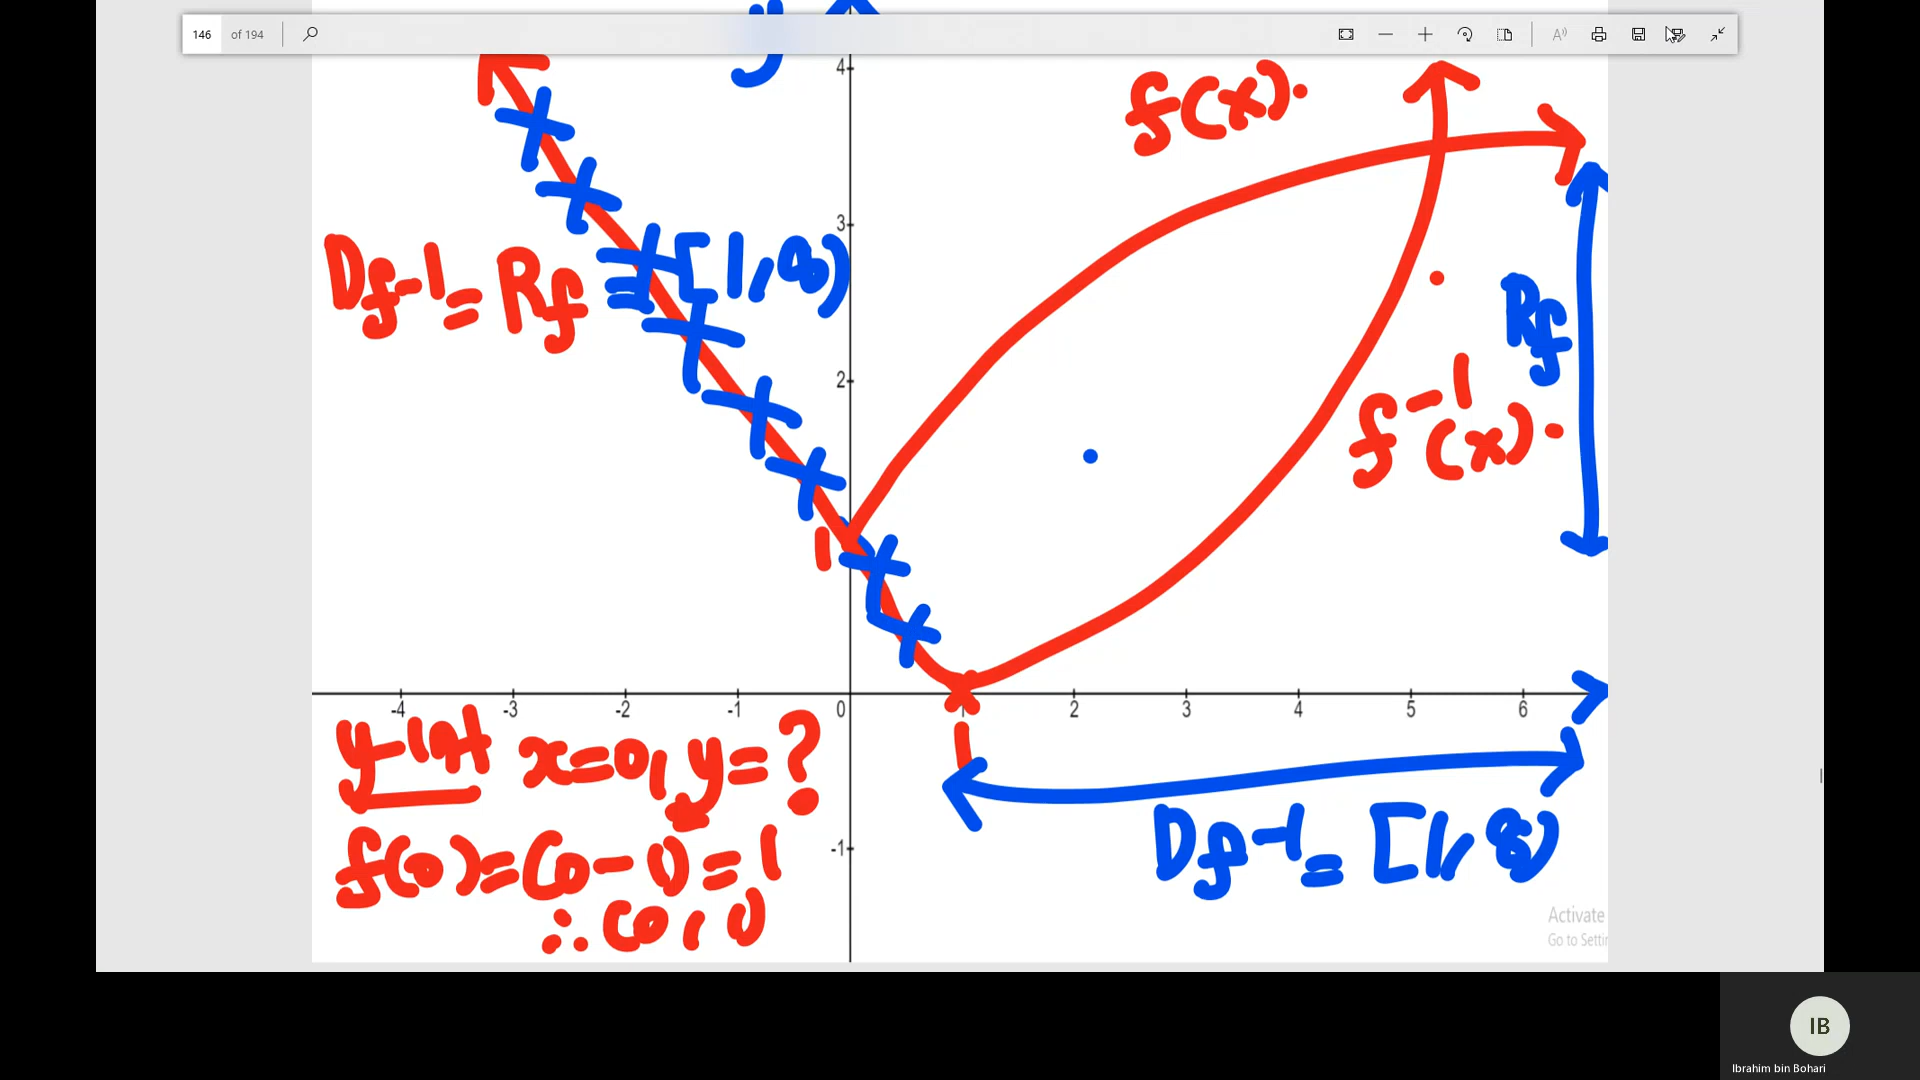 146 of 194
y
4
f(x).
3
Df-1 = Rf = [1,∞)
Rf
2
f-1(x).
1
-4 -3 -2 -1 0 1 2 3 4 5 6
1
y-int x=0, y=?
f(0)=(0-1)=1
∴ (0,1)
-1
Df-1 = [1,∞)
Activate
Go to Settin
IB
Ibrahim bin Bohari